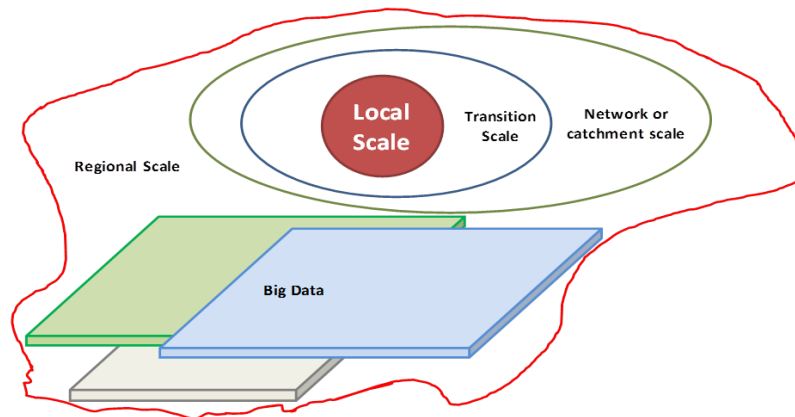 Local
Scale
Transition
Scale
Network or
catchment scale
Regional Scale
Big Data